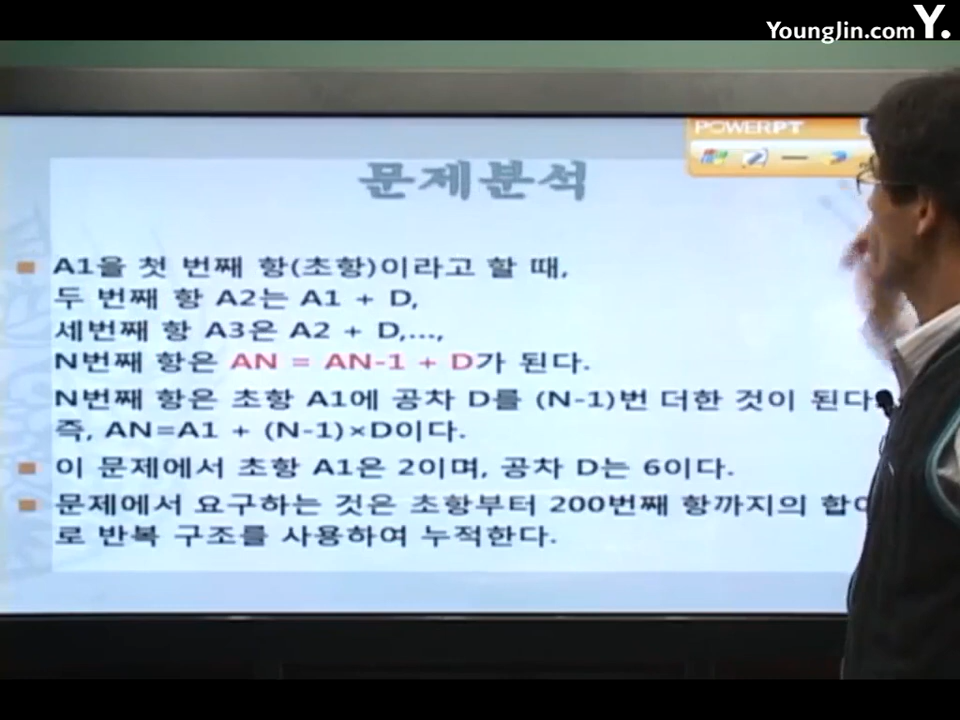 YoungJin.com Y.
POWERPT
문제분석
A1을 첫 번째 항(초항)이라고 할 때,
두 번째 항 A2는 A1 + D,
세번째 항 A3은 A2 + D,...,
N번째 항은 AN = AN-1 + D가 된다.
N번째 항은 초항 A1에 공차 D를 (N-1)번 더한 것이 된다
즉, AN=A1 + (N-1)×D이다.
이 문제에서 초항 A1은 2이며, 공차 D는 6이다.
문제에서 요구하는 것은 초항부터 200번째 항까지의
로 반복 구조를 사용하여 누적한다.